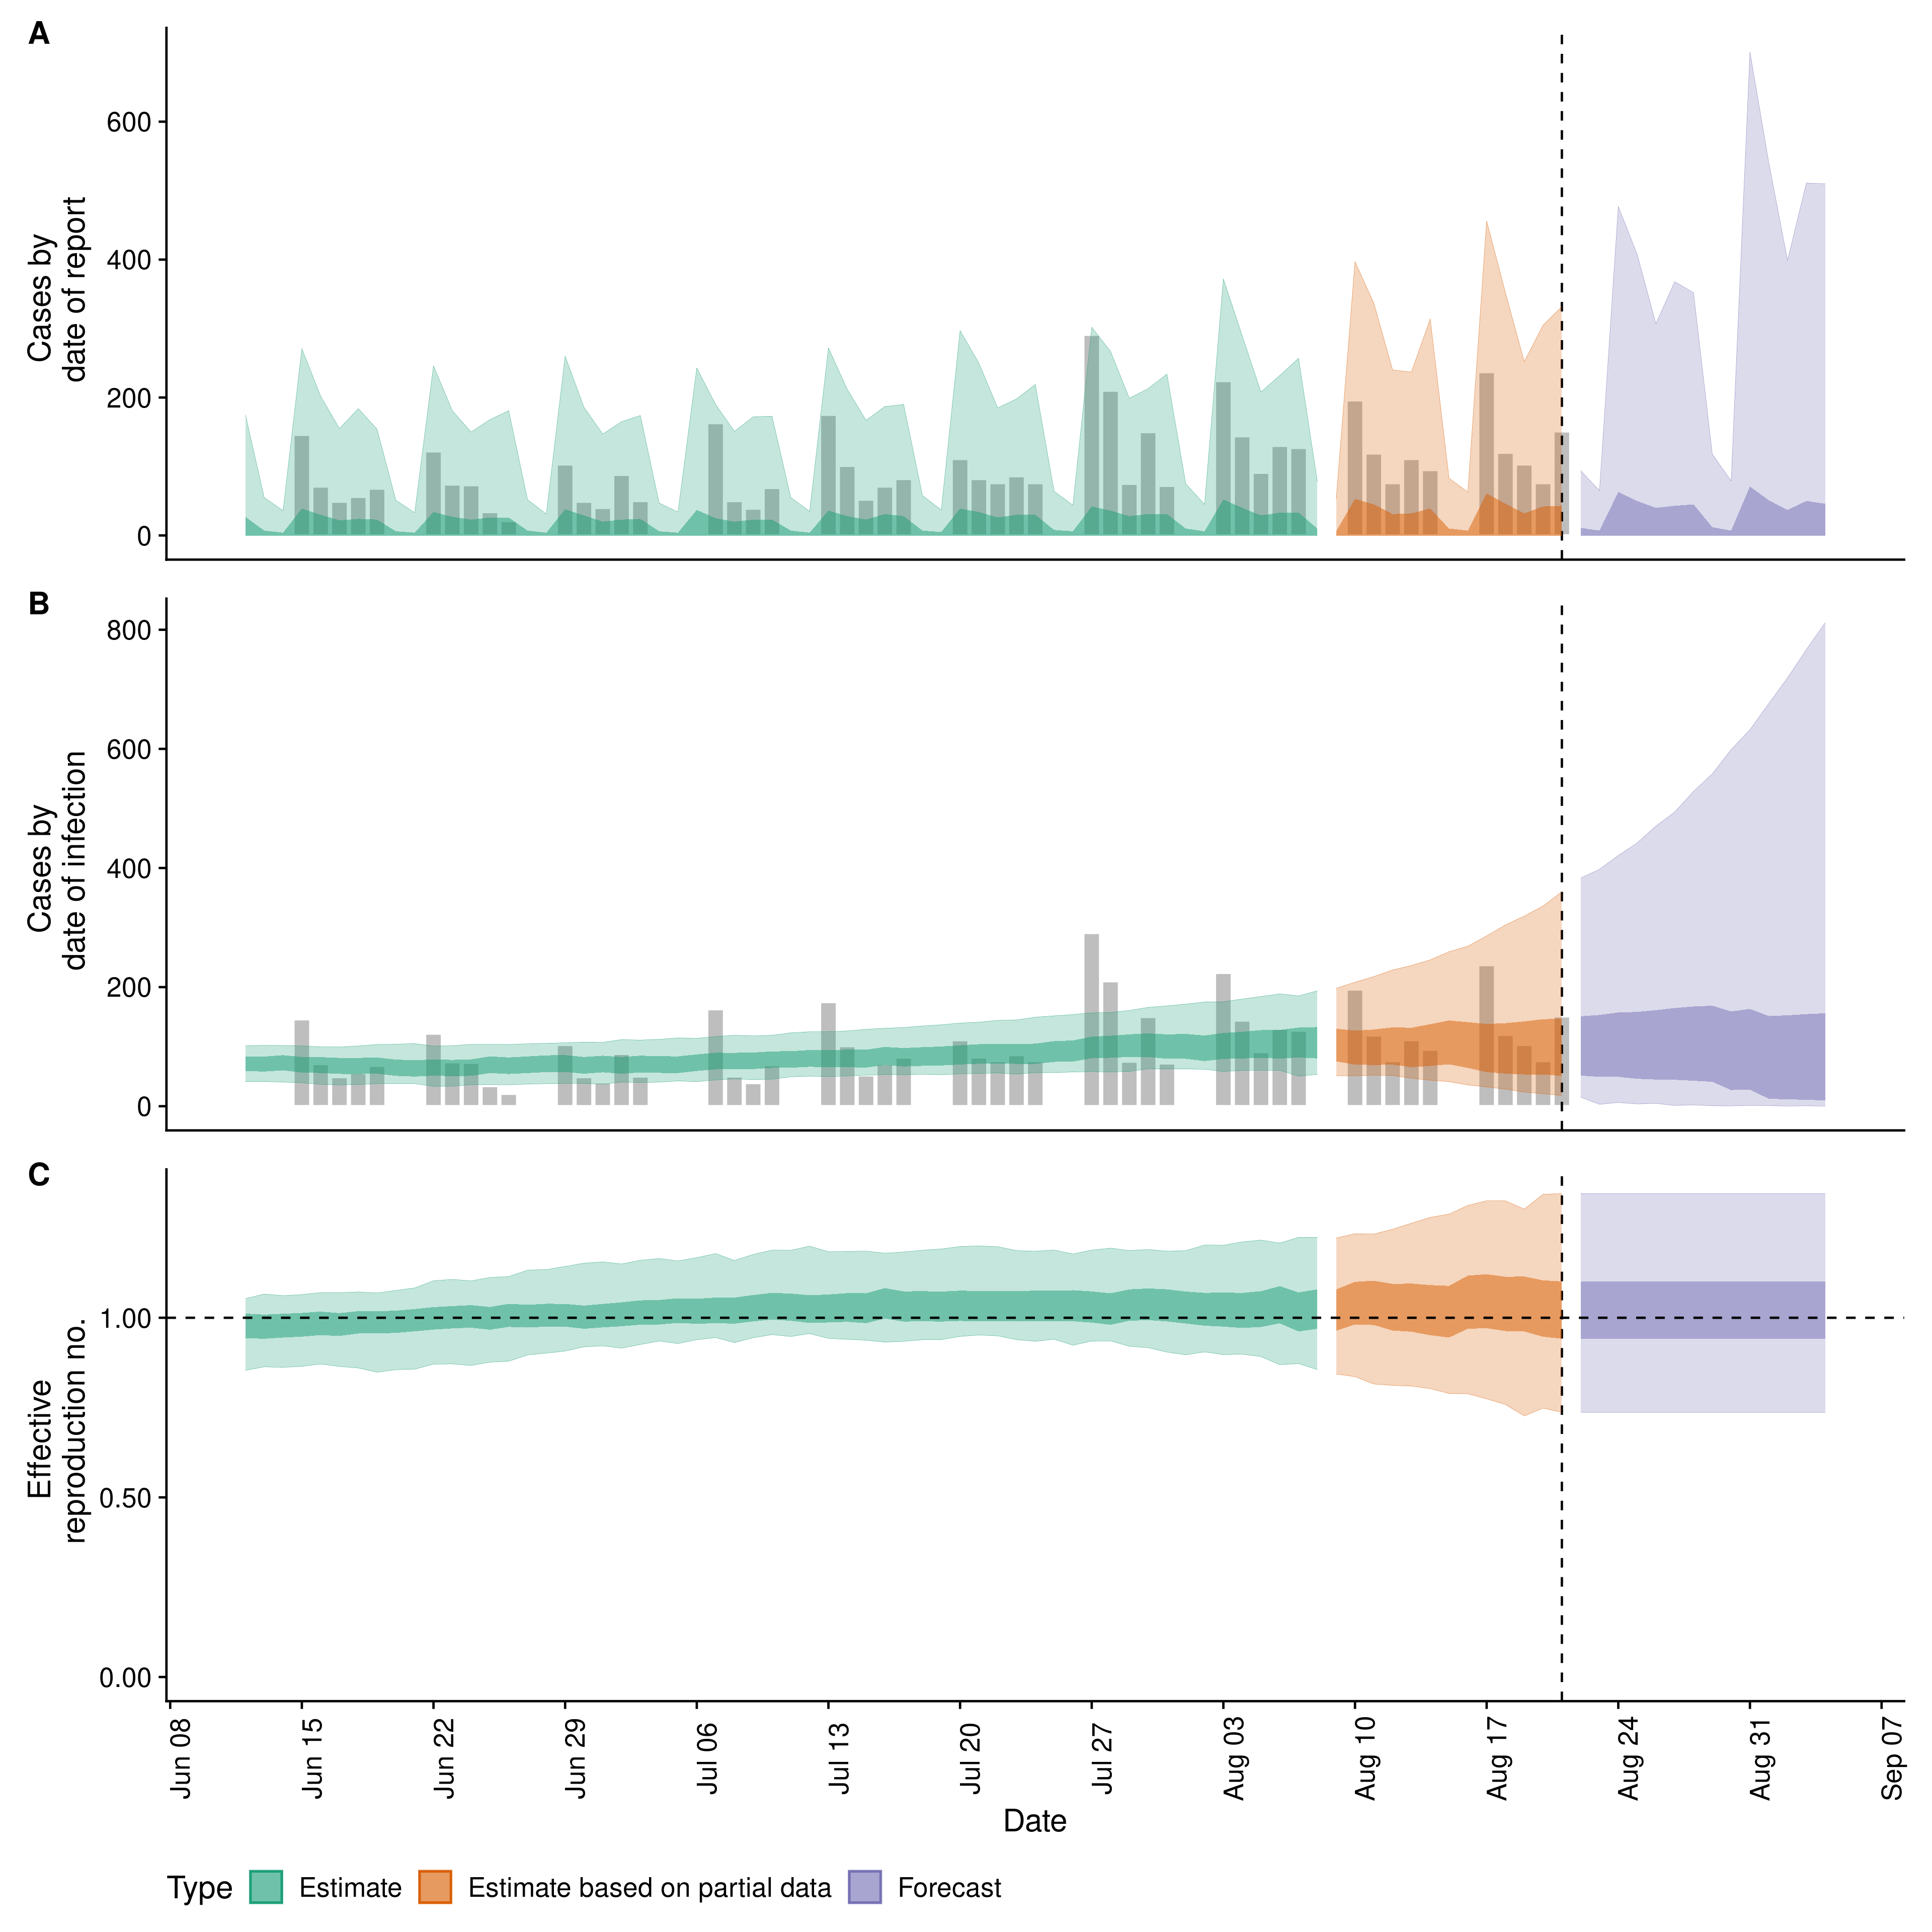 A
Cases by
date of report
600
400
200
0
B
Cases by
date of infection
800
600
400
200
0
C
Effective
reproduction no.
1.00
0.50
0.00
Jun 08
Jun 15
Jun 22
Jun 29
Jul 06
Jul 13
Jul 20
Jul 27
Aug 03
Aug 10
Aug 17
Aug 24
Aug 31
Sep 07
Date
Type Estimate Estimate based on partial data Forecast